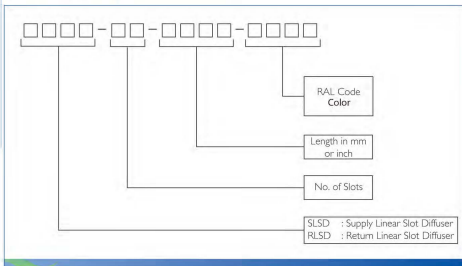 RAL Code
Color
Length in mm
or inch
No. of Slots
SLSD : Supply Linear Slot Diffuser
RLSD : Return Linear Slot Diffuser